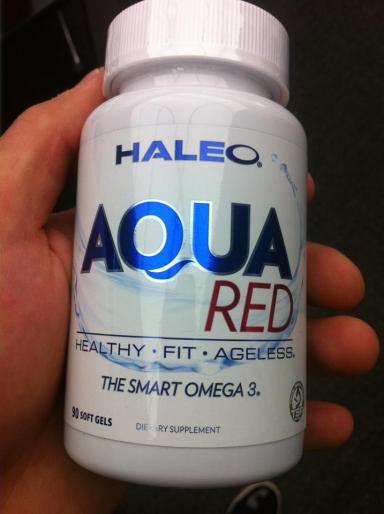 HALEO®
AQUA
RED
HEALTHY · FIT · AGELESS®
THE SMART OMEGA 3®
90 SOFT GELS
DIETARY SUPPLEMENT